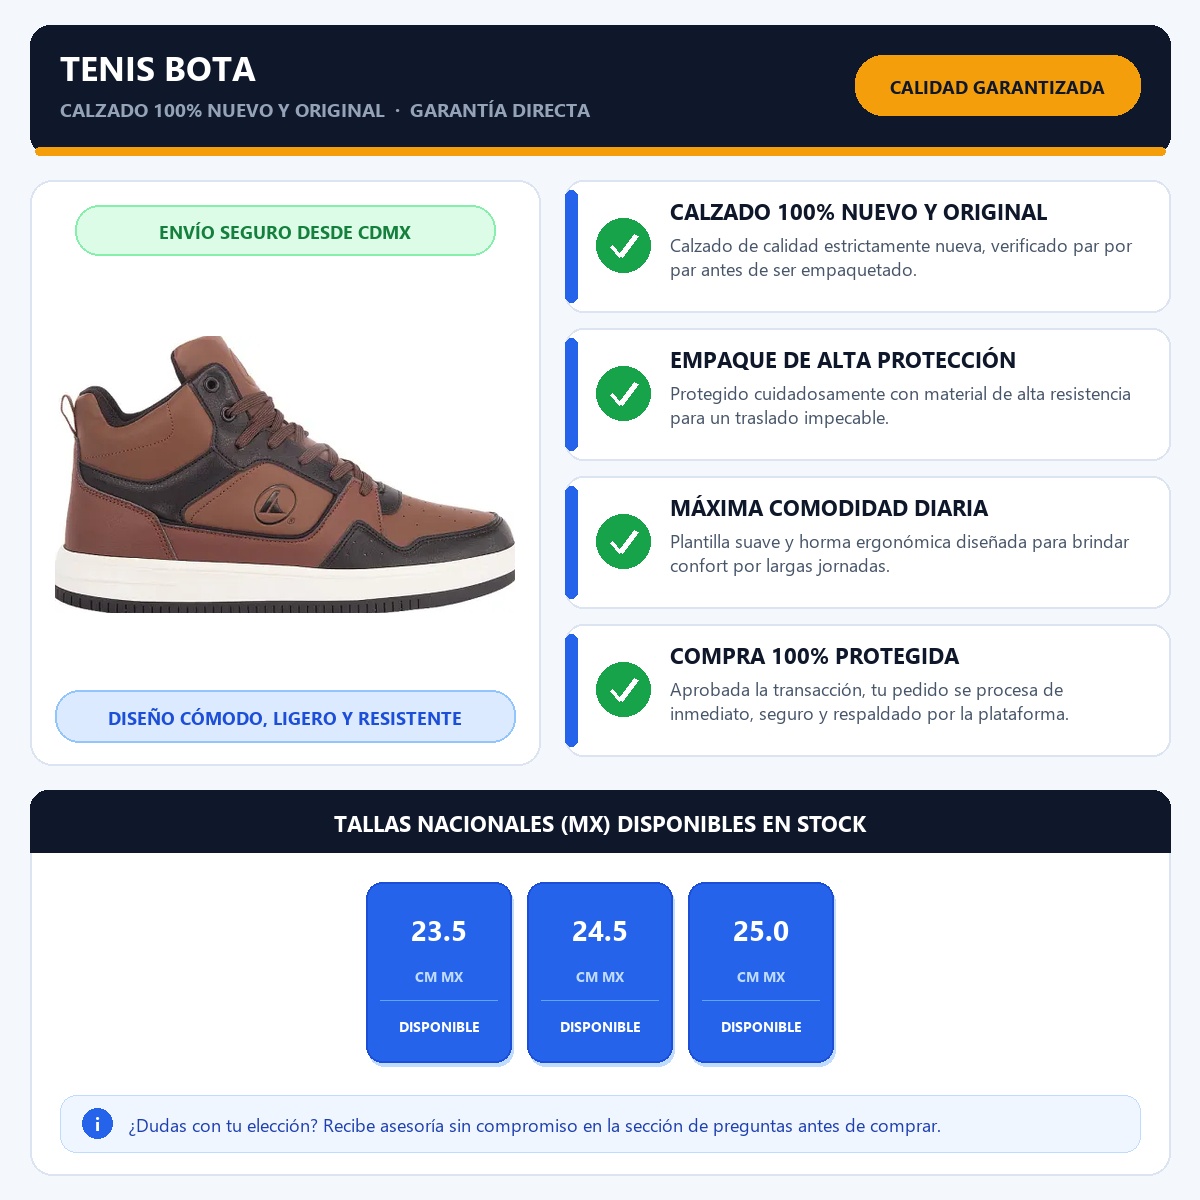 TENIS BOTA
CALZADO 100% NUEVO Y ORIGINAL · GARANTÍA DIRECTA
CALIDAD GARANTIZADA
ENVÍO SEGURO DESDE CDMX
DISEÑO CÓMODO, LIGERO Y RESISTENTE
CALZADO 100% NUEVO Y ORIGINAL
Calzado de calidad estrictamente nueva, verificado par por
par antes de ser empaquetado.
EMPAQUE DE ALTA PROTECCIÓN
Protegido cuidadosamente con material de alta resistencia
para un traslado impecable.
MÁXIMA COMODIDAD DIARIA
Plantilla suave y horma ergonómica diseñada para brindar
confort por largas jornadas.
COMPRA 100% PROTEGIDA
Aprobada la transacción, tu pedido se procesa de
inmediato, seguro y respaldado por la plataforma.
TALLAS NACIONALES (MX) DISPONIBLES EN STOCK
23.5
CM MX
DISPONIBLE
24.5
CM MX
DISPONIBLE
25.0
CM MX
DISPONIBLE
¿Dudas con tu elección? Recibe asesoría sin compromiso en la sección de preguntas antes de comprar.